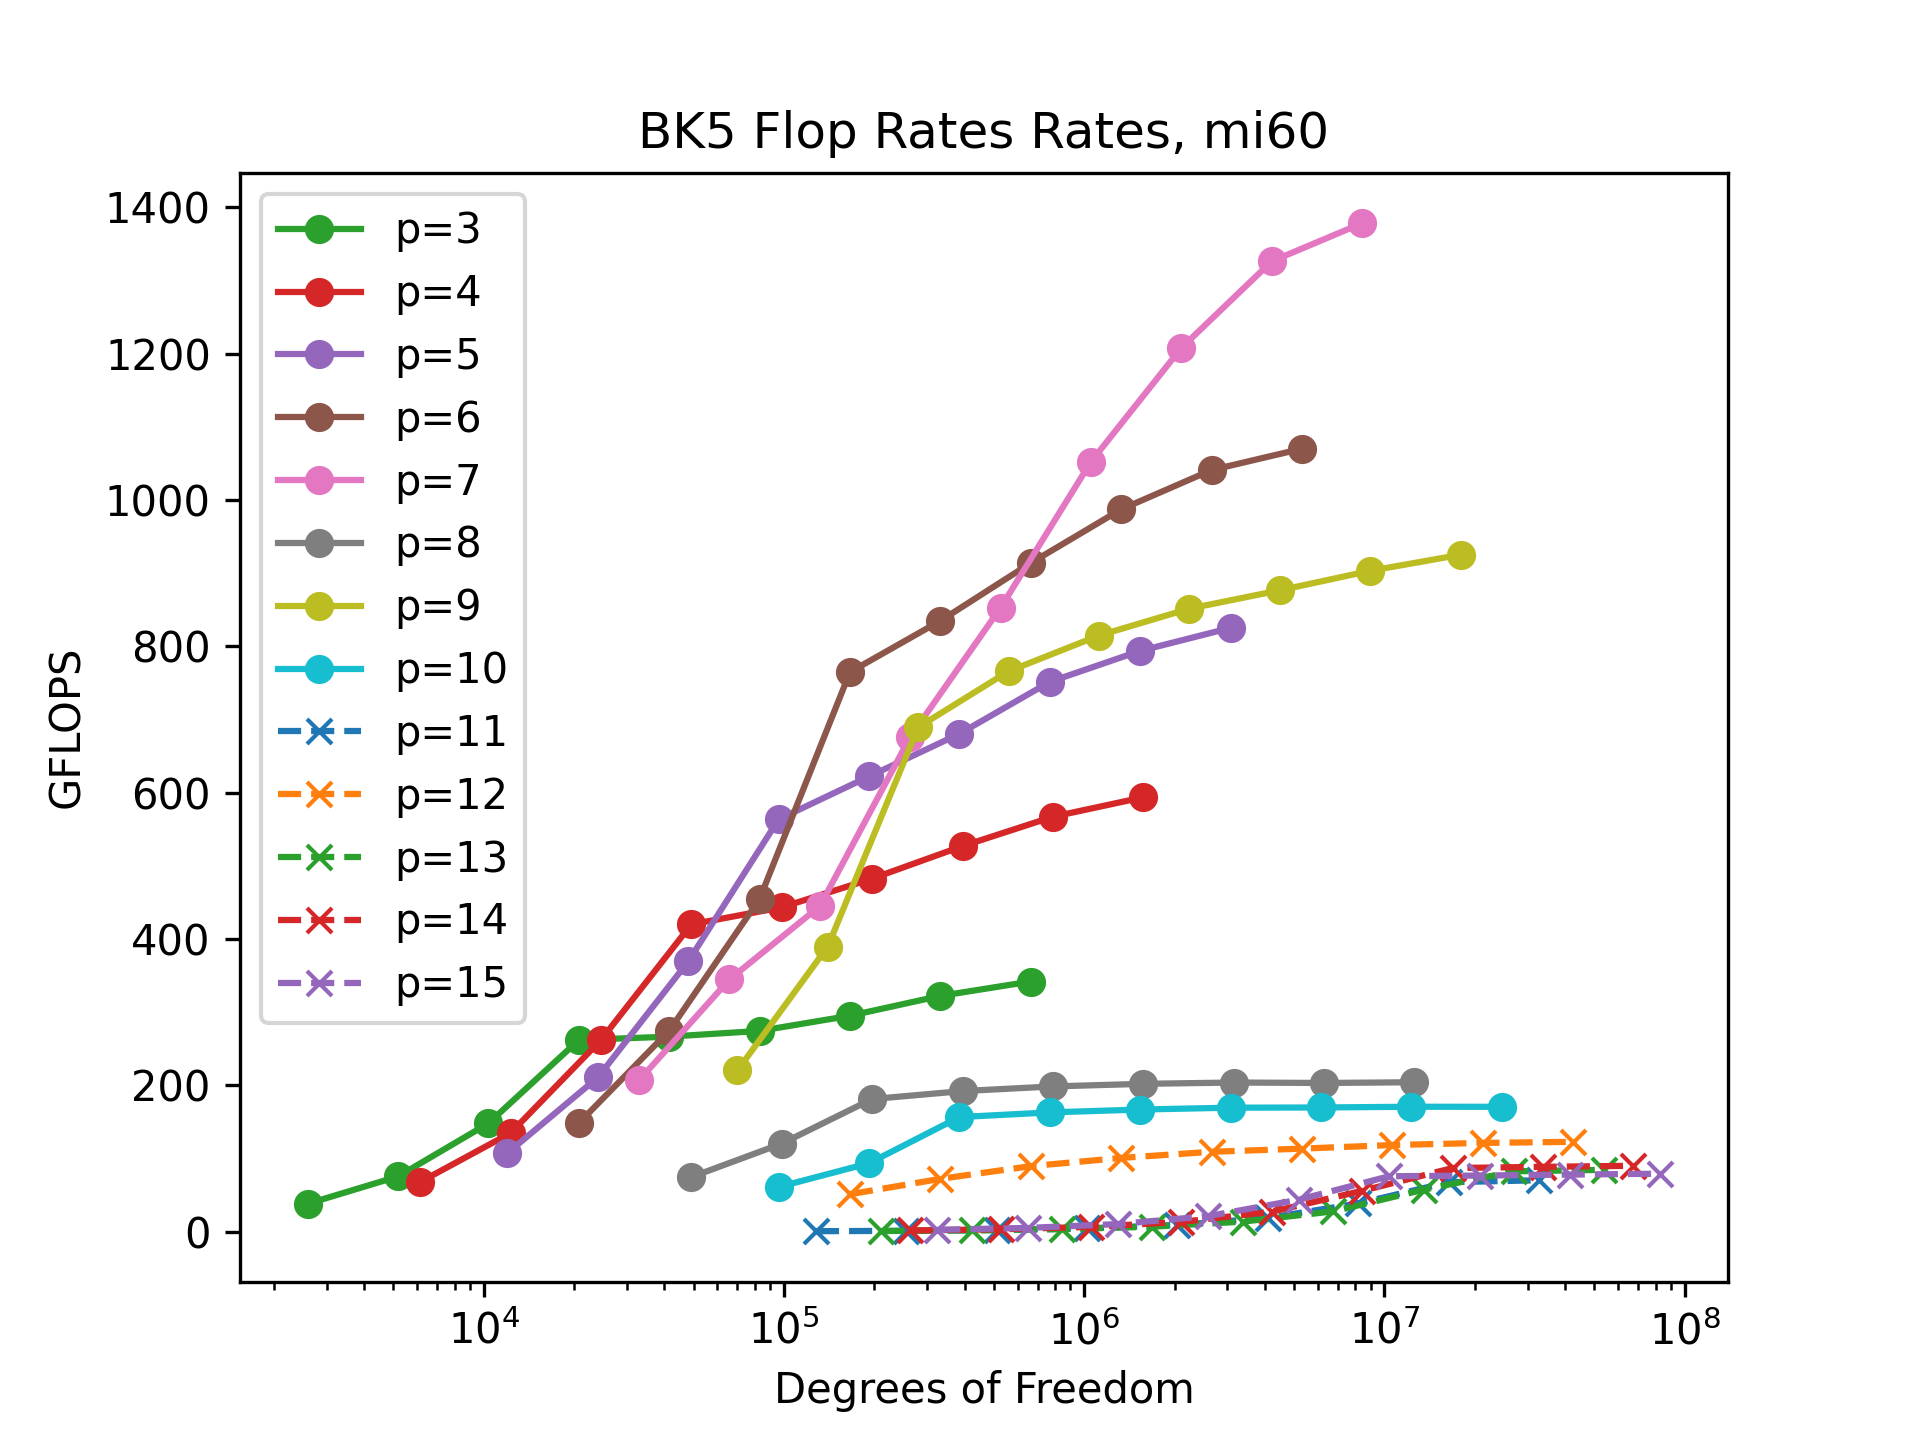 BK5 Flop Rates Rates, mi60
1400
1200
1000
800
600
400
200
0
GFLOPS
p=3
p=4
p=5
p=6
p=7
p=8
p=9
p=10
p=11
p=12
p=13
p=14
p=15
10⁴ 10⁵ 10⁶ 10⁷ 10⁸
Degrees of Freedom